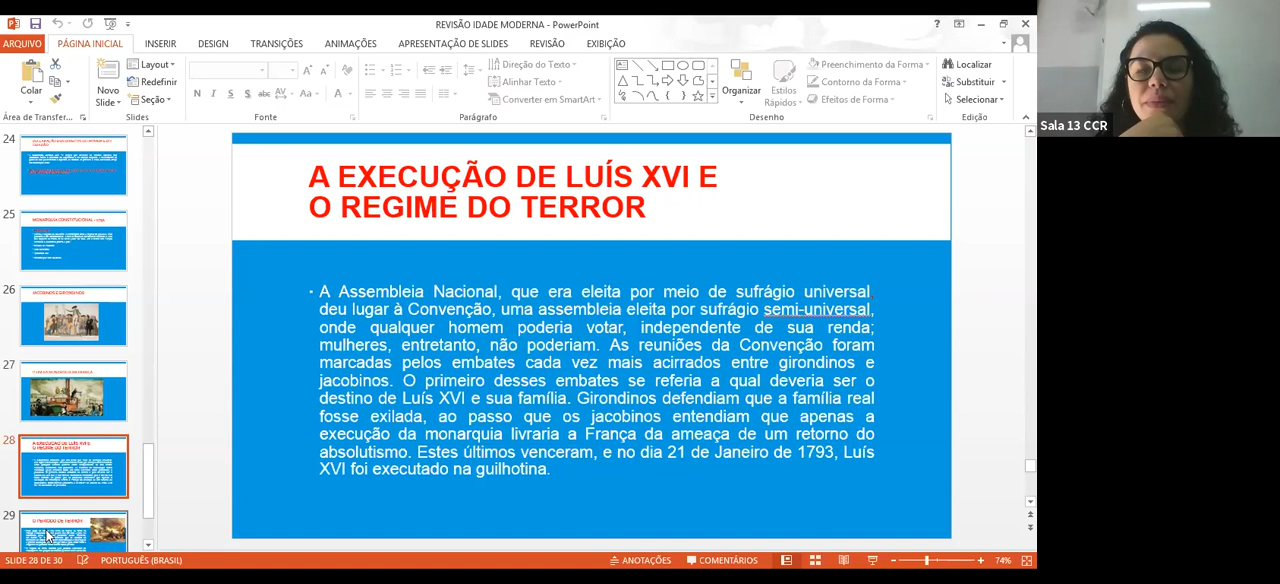 REVISÃO IDADE MODERNA - PowerPoint
ARQUIVO PÁGINA INICIAL INSERIR DESIGN TRANSIÇÕES ANIMAÇÕES APRESENTAÇÃO DE SLIDES REVISÃO EXIBIÇÃO
Colar
Novo
Slide
Layout
Redefinir
Seção
Direção do Texto
Alinhar Texto
Converter em SmartArt
Organizar
Estilos
Rápidos
Preenchimento da Forma
Contorno da Forma
Efeitos de Forma
Localizar
Substituir
Selecionar
Área de Transfer... Slides Fonte Parágrafo Desenho Edição
Sala 13 CCR
24
25
26
27
28
29
O PERÍODO DE TERROR
A EXECUÇÃO DE LUÍS XVI E
O REGIME DO TERROR
• A Assembleia Nacional, que era eleita por meio de sufrágio universal,
deu lugar à Convenção, uma assembleia eleita por sufrágio semi-universal,
onde qualquer homem poderia votar, independente de sua renda;
mulheres, entretanto, não poderiam. As reuniões da Convenção foram
marcadas pelos embates cada vez mais acirrados entre girondinos e
jacobinos. O primeiro desses embates se referia a qual deveria ser o
destino de Luís XVI e sua família. Girondinos defendiam que a família real
fosse exilada, ao passo que os jacobinos entendiam que apenas a
execução da monarquia livraria a França da ameaça de um retorno do
absolutismo. Estes últimos venceram, e no dia 21 de Janeiro de 1793, Luís
XVI foi executado na guilhotina.
SLIDE 28 DE 30 PORTUGUÊS (BRASIL) ANOTAÇÕES COMENTÁRIOS 74%